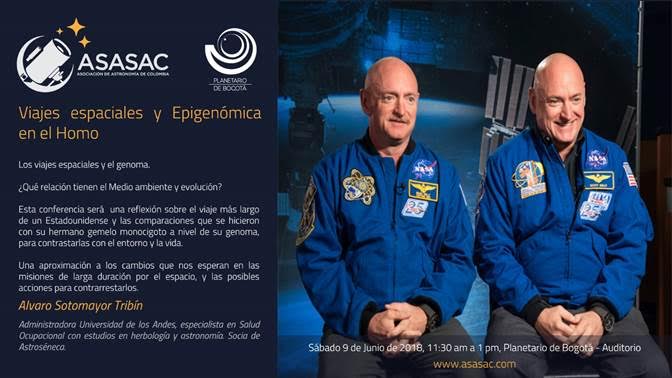 ASASAC
ASOCIACIÓN DE ASTRONOMÍA DE COLOMBIA
PLANETARIO
DE BOGOTÁ
Viajes espaciales y Epigenómica
en el Homo
Los viajes espaciales y el genoma.
¿Qué relación tienen el Medio ambiente y evolución?
Esta conferencia será una reflexión sobre el viaje más largo
de un Estadounidense y las comparaciones que se hicieron
con su hermano gemelo monocigoto a nivel de su genoma,
para contrastarlas con el entorno y la vida.
Una aproximación a los cambios que nos esperan en las
misiones de larga duración por el espacio, y las posibles
acciones para contrarrestarlos.
Alvaro Sotomayor Tribín
Administradora Universidad de los Andes, especialista en Salud
Ocupacional con estudios en herbología y astronomía. Socia de
Astroséneca.
NASA
NASA
Sábado 9 de Junio de 2018, 11:30 am a 1 pm, Planetario de Bogotá - Auditorio
www.asasac.com